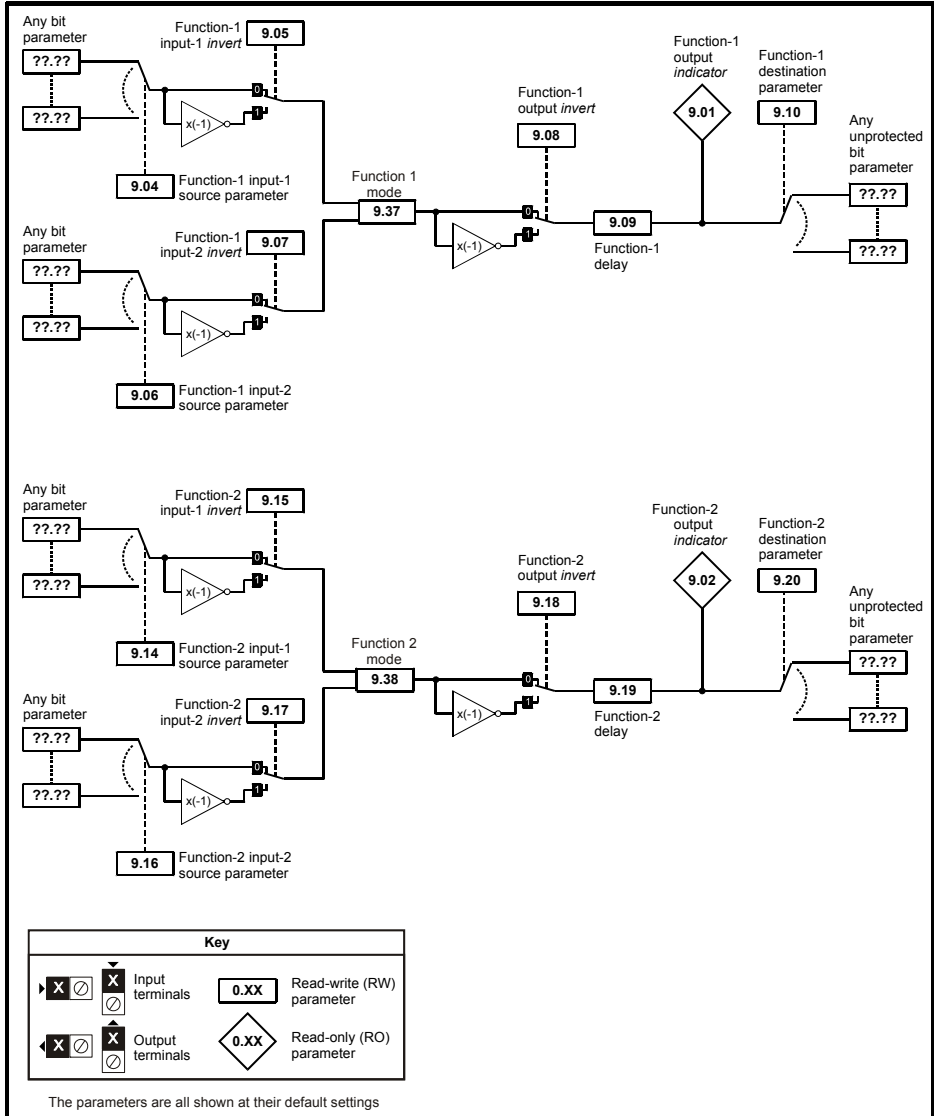 Any bit
parameter
??.??
??.??
Function-1
input-1 invert
9.05
0
1
x(-1)
9.04
Function-1 input-1
source parameter
Any bit
parameter
??.??
??.??
Function-1
input-2 invert
9.07
0
1
x(-1)
9.06
Function-1 input-2
source parameter
Function 1
mode
9.37
Function-1
output invert
9.08
0
1
x(-1)
9.09
Function-1
delay
Function-1
output
indicator
9.01
Function-1
destination
parameter
9.10
Any
unprotected
bit
parameter
??.??
??.??
Any bit
parameter
??.??
??.??
Function-2
input-1 invert
9.15
0
1
x(-1)
9.14
Function-2 input-1
source parameter
Any bit
parameter
??.??
??.??
Function-2
input-2 invert
9.17
0
1
x(-1)
9.16
Function-2 input-2
source parameter
Function 2
mode
9.38
Function-2
output invert
9.18
0
1
x(-1)
9.19
Function-2
delay
Function-2
output
indicator
9.02
Function-2
destination
parameter
9.20
Any
unprotected
bit
parameter
??.??
??.??
Key
X
X
Input
terminals
0.XX
Read-write (RW)
parameter
X
X
Output
terminals
0.XX
Read-only (RO)
parameter
The parameters are all shown at their default settings